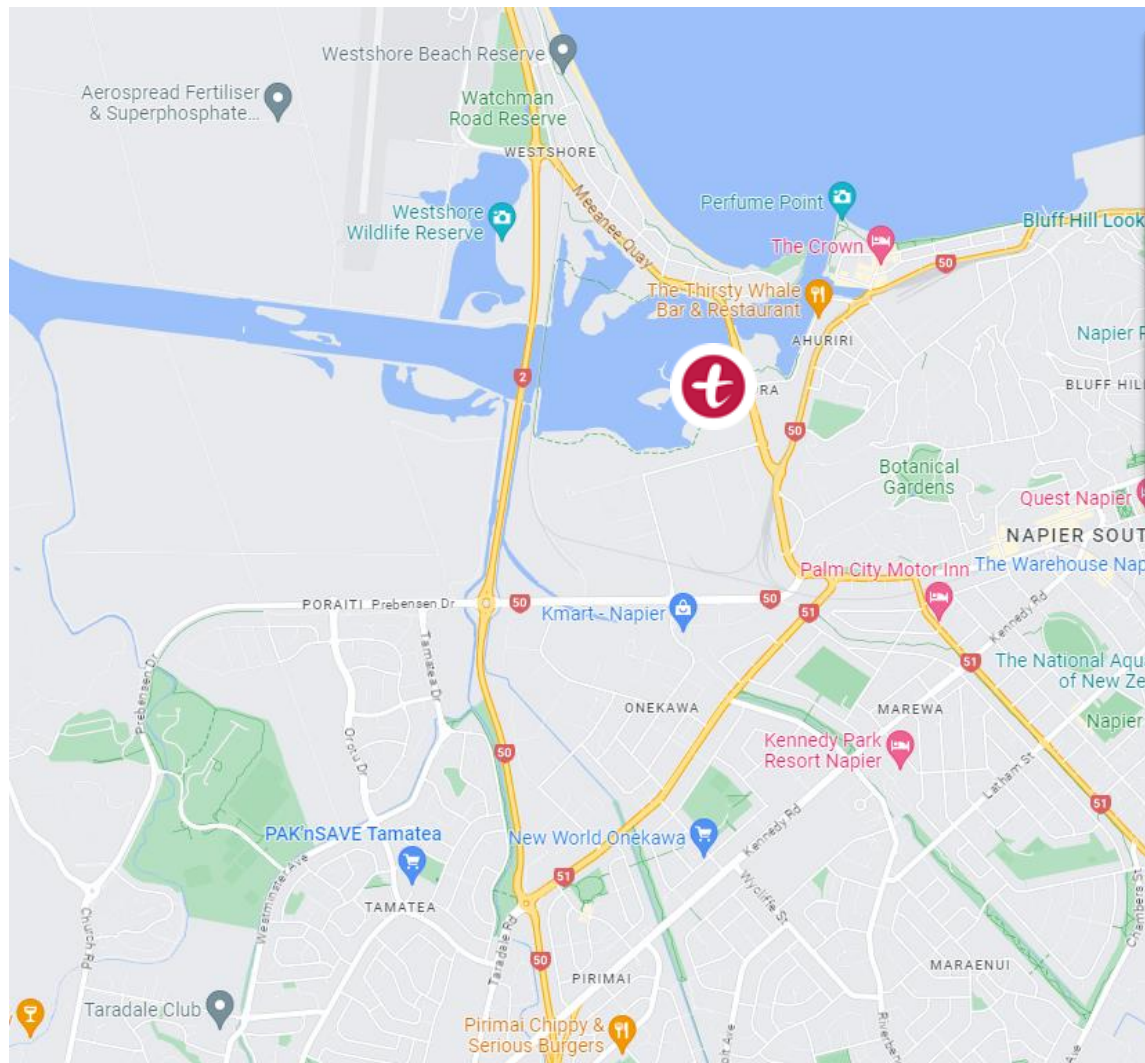 Westshore Beach Reserve
Aerospread Fertiliser
& Superphosphate...
Watchman
Road Reserve
WESTSHORE
Meeanee Quay
Westshore
Wildlife Reserve
Perfume Point
Bluff Hill Look
The Crown
50
The Thirsty Whale
Bar & Restaurant
AHURIRI
Napier P
2
t
RA
BLUFF HILL
50
Botanical
Gardens
Quest Napier
NAPIER SOUT
Palm City Motor Inn
The Warehouse Nap
PORAITI
Prebensen Dr
50
50
51
Kmart - Napier
Kennedy Rd
Tamatea Dr
Prebensen Dr
51
The National Aqua
of New Ze
ONEKAWA
MAREWA
Napier
Orotu Dr
50
Kennedy Park
Resort Napier
Latham St
51
PAK'nSAVE Tamatea
New World Onekawa
Kennedy Rd
Westminster Ave
51
Wycliffe St
TAMATEA
Church Rd
Taradale Rd
Chambers St
50
PIRIMAI
MARAENUI
Taradale Club
Pirimai Chippy &
Serious Burgers